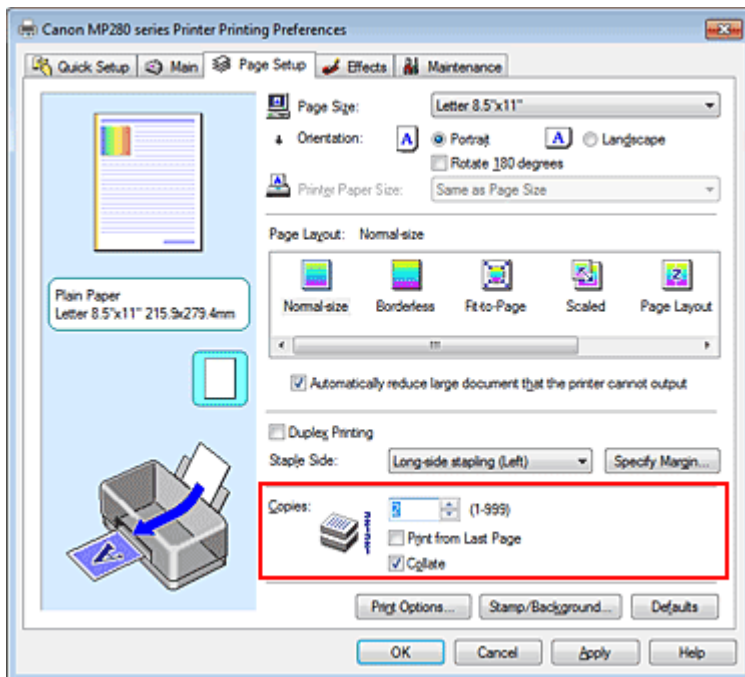 Canon MP280 series Printer Printing Preferences
Quick Setup Main Page Setup Effects Maintenance
Page Size: Letter 8.5"x11"
Orientation: A Portrait A Landscape
Rotate 180 degrees
Printer Paper Size: Same as Page Size
Page Layout: Normal-size
Normal-size Borderless Fit-to-Page Scaled Page Layout
Plain Paper
Letter 8.5"x11" 215.9x279.4mm
Automatically reduce large document that the printer cannot output
Duplex Printing
Staple Side: Long-side stapling (Left) Specify Margin...
Copies: 2 (1-999)
Print from Last Page
Collate
Print Options... Stamp/Background... Defaults
OK Cancel Apply Help